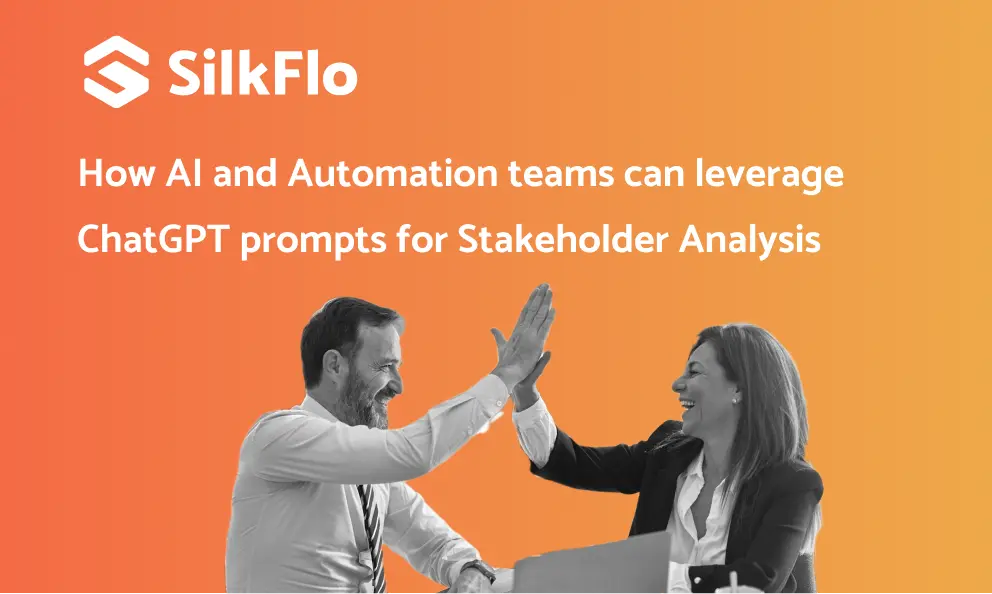 SilkFlo
How AI and Automation teams can leverage
ChatGPT prompts for Stakeholder Analysis